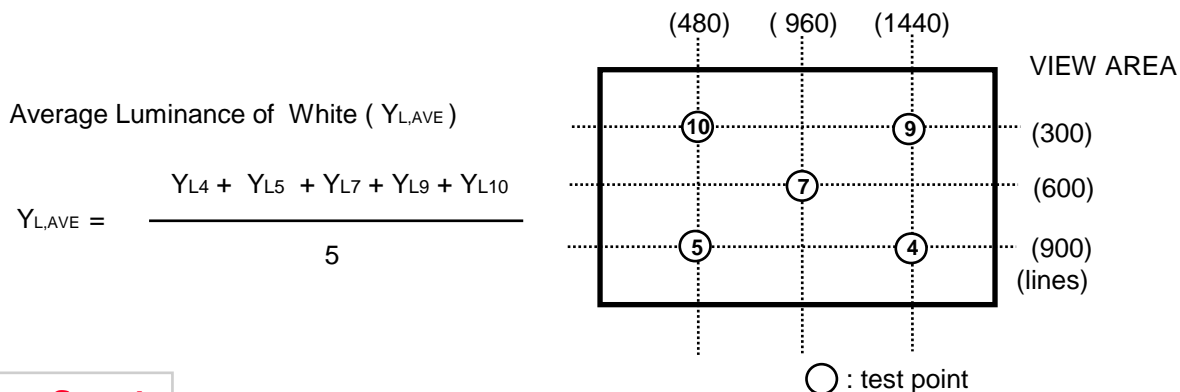 (480) ( 960) (1440)
VIEW AREA
Average Luminance of White ( YL,AVE )
10 9 (300)
YL4 + YL5 + YL7 + YL9 + YL10
7 (600)
YL,AVE =
5
5 4 (900)
(lines)
: test point